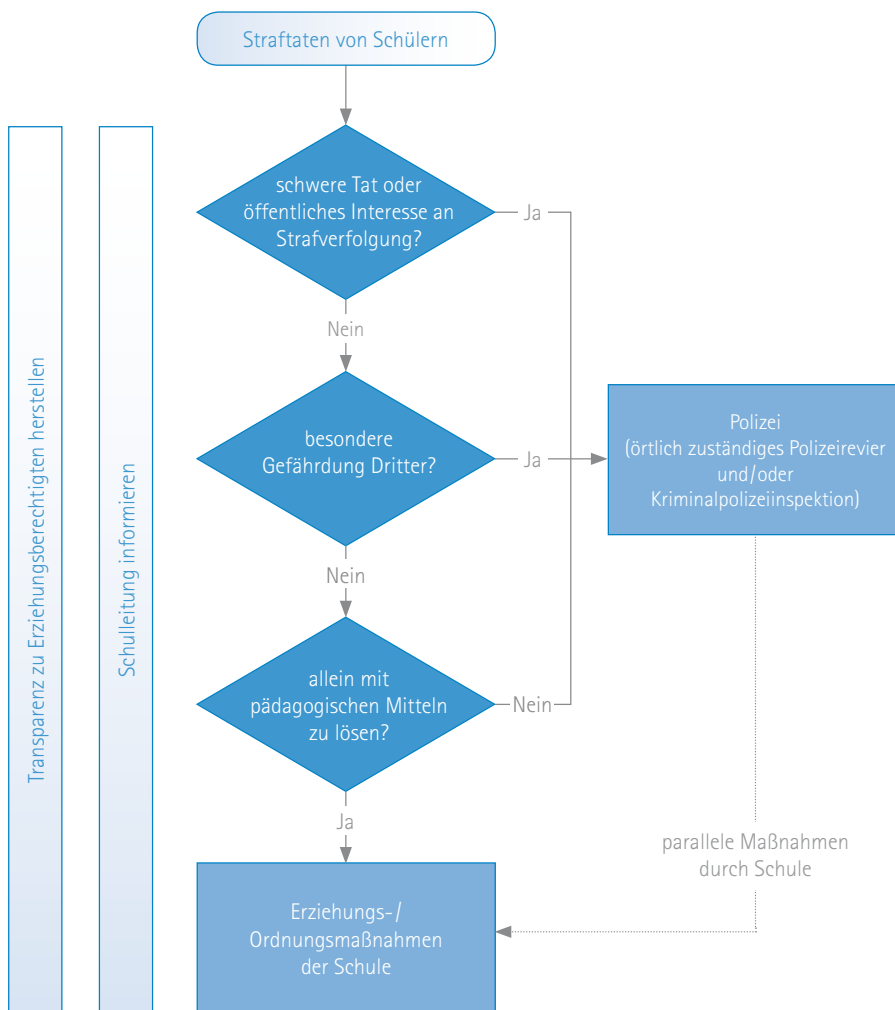 Straftaten von Schülern
schwere Tat oder
öffentliches Interesse an
Strafverfolgung?
Ja
Nein
besondere
Gefährdung Dritter?
Ja
Polizei
(örtlich zuständiges Polizeirevier
und/oder
Kriminalpolizeiinspektion)
Nein
allein mit
pädagogischen Mitteln
zu lösen?
Nein
Ja
parallele Maßnahmen
durch Schule
Erziehungs-/
Ordnungsmaßnahmen
der Schule
Transparenz zu Erziehungsberechtigten herstellen
Schulleitung informieren